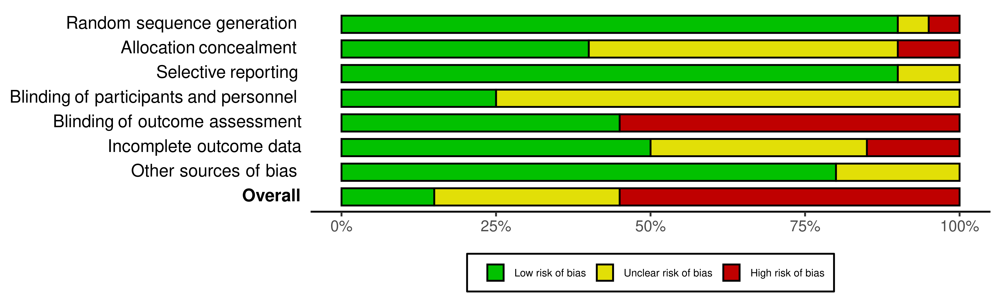 Random sequence generation
Allocation concealment
Selective reporting
Blinding of participants and personnel
Blinding of outcome assessment
Incomplete outcome data
Other sources of bias
Overall
0% 25% 50% 75% 100%
Low risk of bias Unclear risk of bias High risk of bias